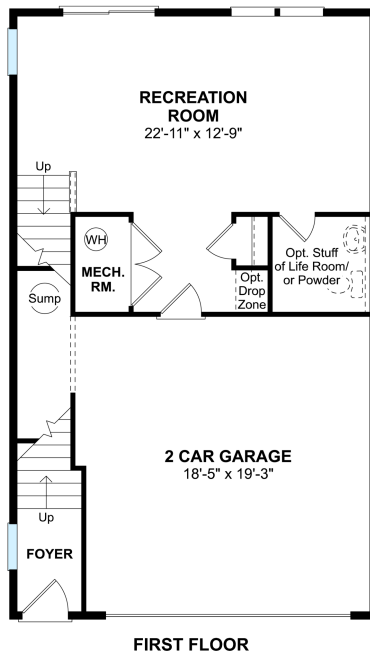 RECREATION
ROOM
22'-11" x 12'-9"
Up
WH
MECH.
RM.
Opt.
Drop
Zone
Opt. Stuff
of Life Room/
or Powder
Sump
2 CAR GARAGE
18'-5" x 19'-3"
Up
FOYER
FIRST FLOOR